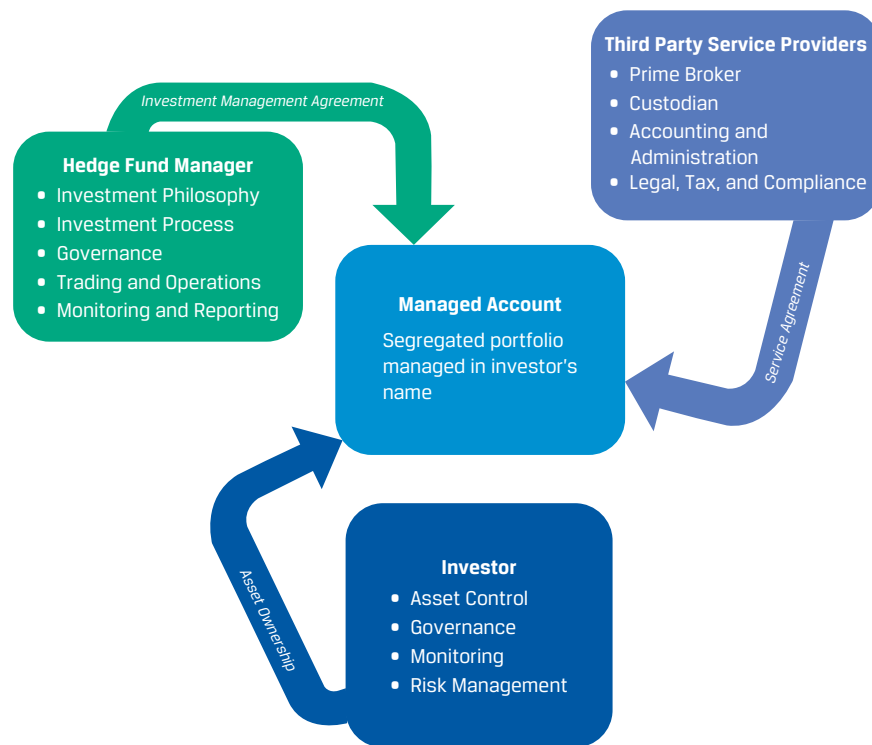 Third Party Service Providers
• Prime Broker
• Custodian
• Accounting and
Administration
• Legal, Tax, and Compliance
Investment Management Agreement
Hedge Fund Manager
• Investment Philosophy
• Investment Process
• Governance
• Trading and Operations
• Monitoring and Reporting
Service Agreement
Managed Account
Segregated portfolio
managed in investor's
name
Asset Ownership
Investor
• Asset Control
• Governance
• Monitoring
• Risk Management